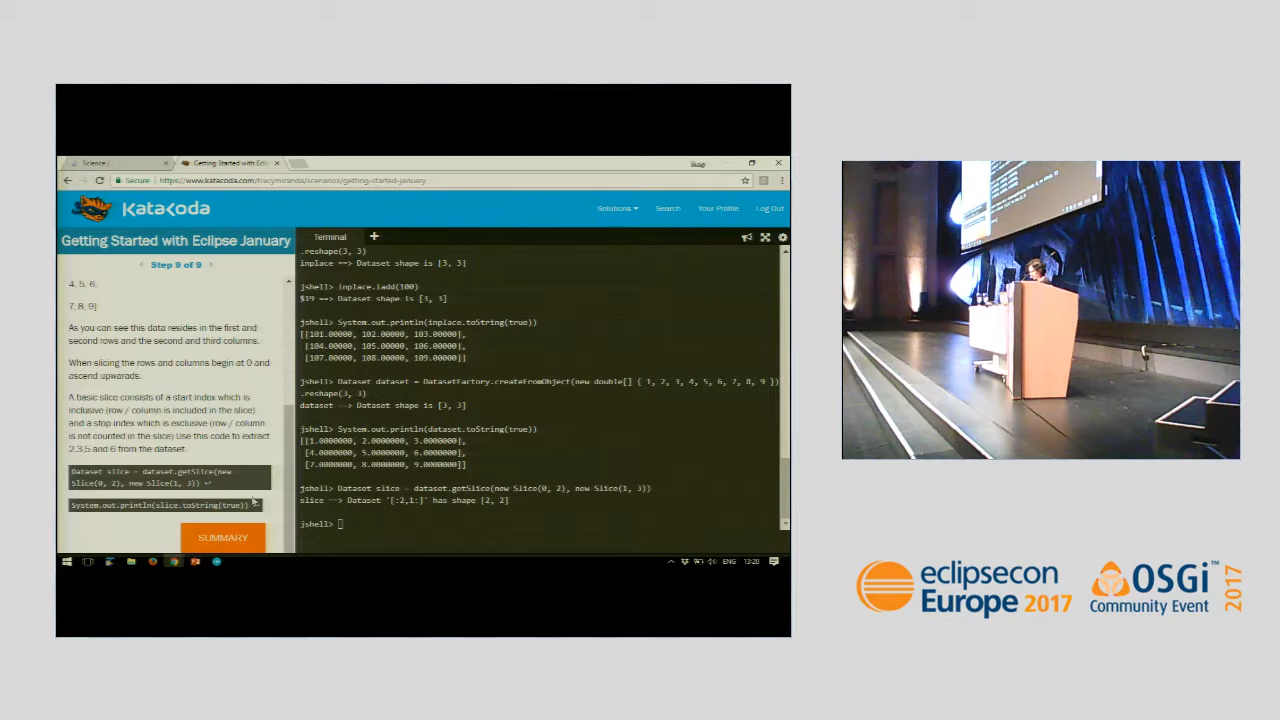 Science
Getting Started with Ecli
Secure
https://www.katacoda.com/tracymiranda/scenarios/getting-started-january
KataKoda
Solutions
Search
Your Profile
Log Out
Getting Started with Eclipse January
Step 9 of 9
4, 5, 6,
7, 8, 9]
As you can see this data resides in the first and
second rows and the second and third columns.
When slicing the rows and columns begin at 0 and
ascend upwarads.
A basic slice consists of a start index which is
inclusive (row / column is included in the slice)
and a stop index which is exclusive (row / column
is not counted in the slice) Use this code to extract
2,3,5 and 6 from the dataset.
Dataset slice = dataset.getSlice(new
Slice(0, 2), new Slice(1, 3))
System.out.println(slice.toString(true))
SUMMARY
Terminal
.reshape(3, 3)
inplace ==> Dataset shape is [3, 3]
jshell> inplace.iadd(100)
$19 ==> Dataset shape is [3, 3]
jshell> System.out.println(inplace.toString(true))
[[101.00000, 102.00000, 103.00000],
[104.00000, 105.00000, 106.00000],
[107.00000, 108.00000, 109.00000]]
jshell> Dataset dataset = DatasetFactory.createFromObject(new double[] { 1, 2, 3, 4, 5, 6, 7, 8, 9 })
.reshape(3, 3)
dataset ==> Dataset shape is [3, 3]
jshell> System.out.println(dataset.toString(true))
[[1.0000000, 2.0000000, 3.0000000],
[4.0000000, 5.0000000, 6.0000000],
[7.0000000, 8.0000000, 9.0000000]]
jshell> Dataset slice = dataset.getSlice(new Slice(0, 2), new Slice(1, 3))
slice ==> Dataset '[:2,1:]' has shape [2, 2]
jshell>
ENG
13:20
eclipsecon
Europe 2017
OSGi™
Community Event
2017